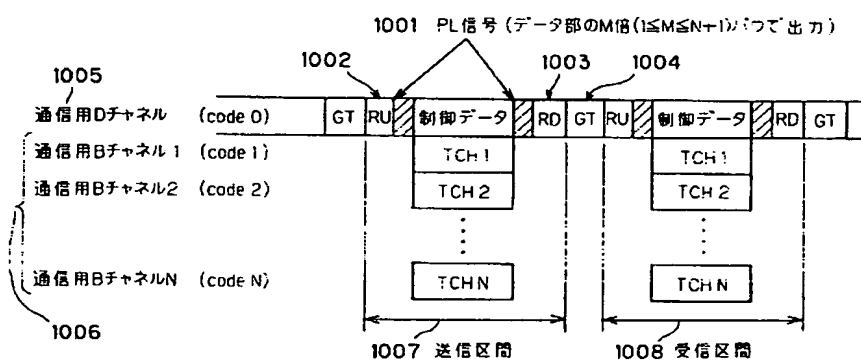 1001 PL信号 (データ部のM倍(1≦M≦N+1)パワで出力)
1005 1002 1003 1004
通信用Dチャネル (code 0) GT RU 制御データ RD GT RU 制御データ RD GT
通信用Bチャネル1 (code 1) TCH 1 TCH 1
通信用Bチャネル2 (code 2) TCH 2 TCH 2
通信用BチャネルN (code N) TCH N TCH N
1006 1007 送信区間 1008 受信区間